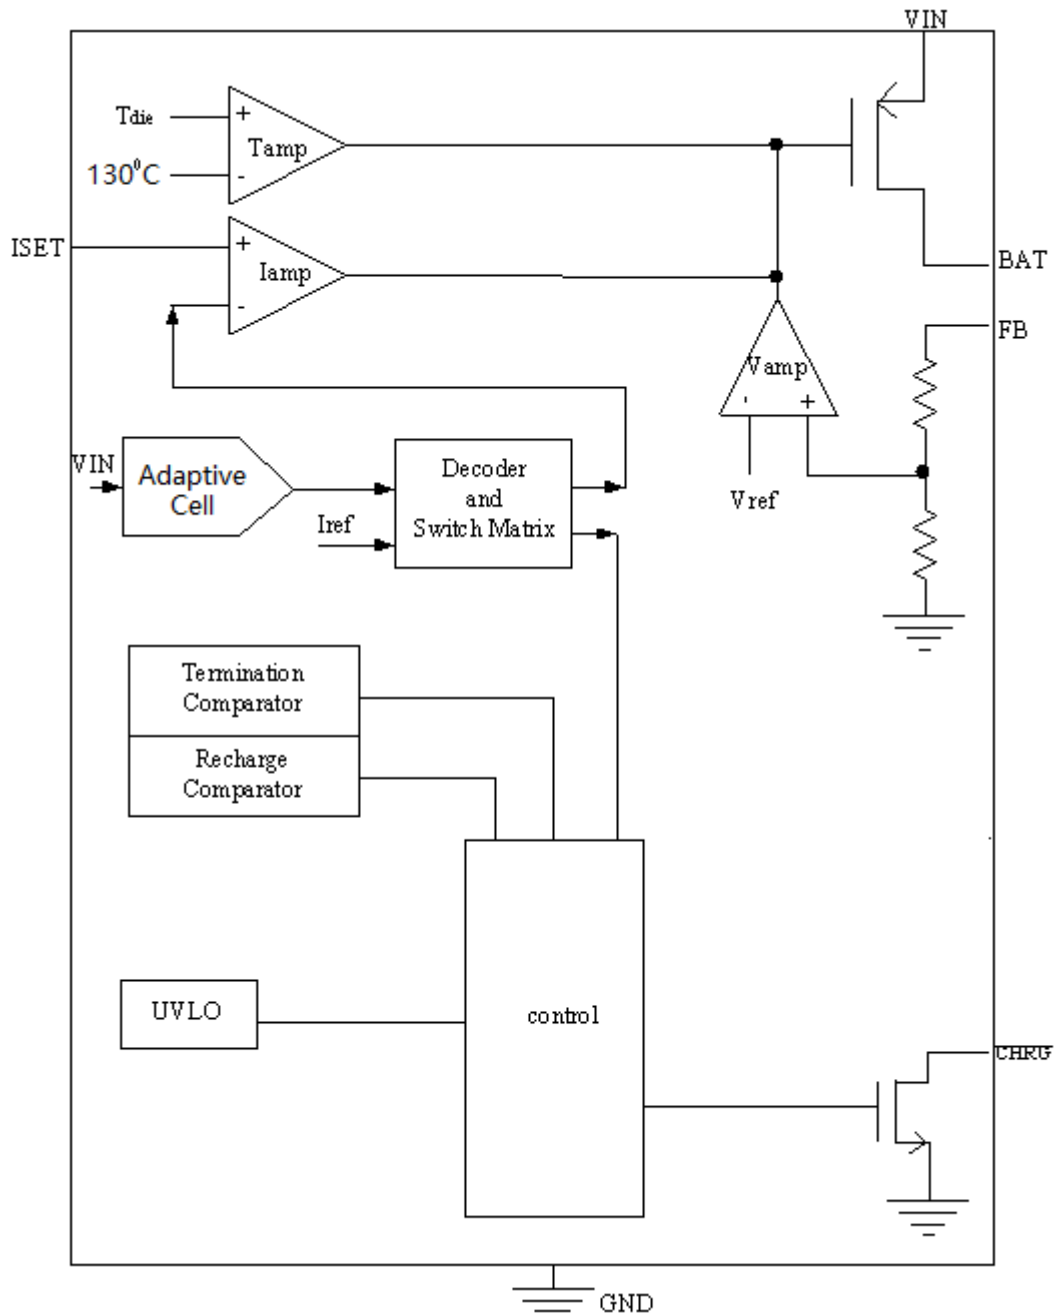 VIN
Tdie
+
Tamp
130⁰C
-
ISET
+
Iamp
-
BAT
FB
Vamp
- +
VIN
Adaptive
Cell
Decoder
and
Switch Matrix
Iref
Vref
Termination
Comparator
Recharge
Comparator
UVLO
control
CHRG
GND